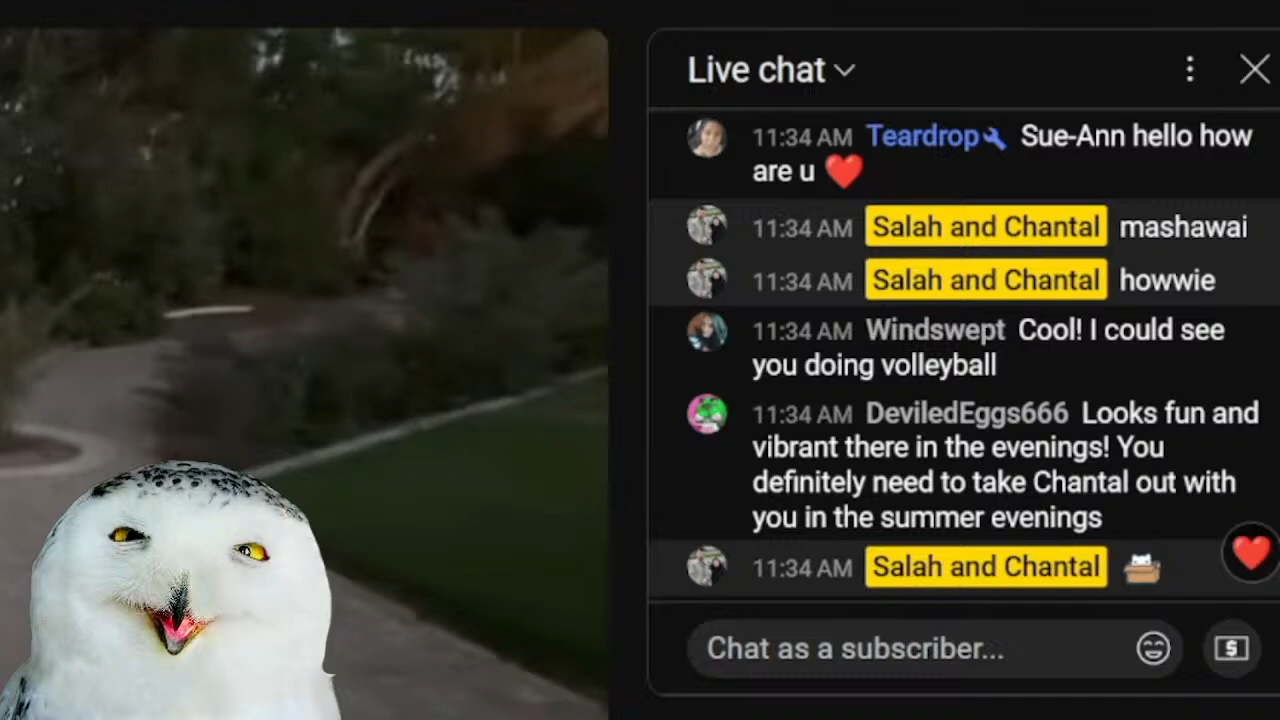 Live chat
11:34 AM Teardrop Sue-Ann hello how
are u ❤️
11:34 AM Salah and Chantal mashawai
11:34 AM Salah and Chantal howwie
11:34 AM Windswept Cool! I could see
you doing volleyball
11:34 AM DeviledEggs666 Looks fun and
vibrant there in the evenings! You
definitely need to take Chantal out with
you in the summer evenings
11:34 AM Salah and Chantal
Chat as a subscriber...